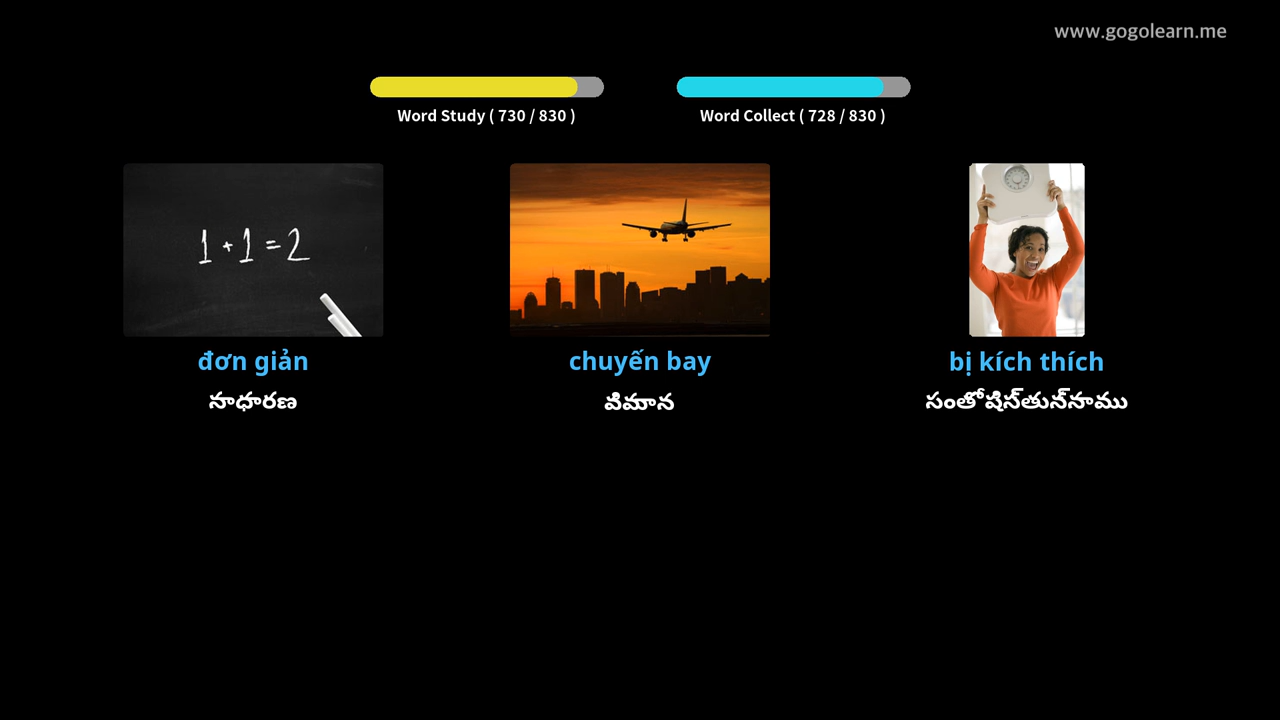 www.gogolearn.me
Word Study ( 730 / 830 )
Word Collect ( 728 / 830 )
1 + 1 = 2
đơn giản
chuyến bay
bị kích thích
సాధారణ
విమాన
సంతోషిస్‌తున్‌నాము